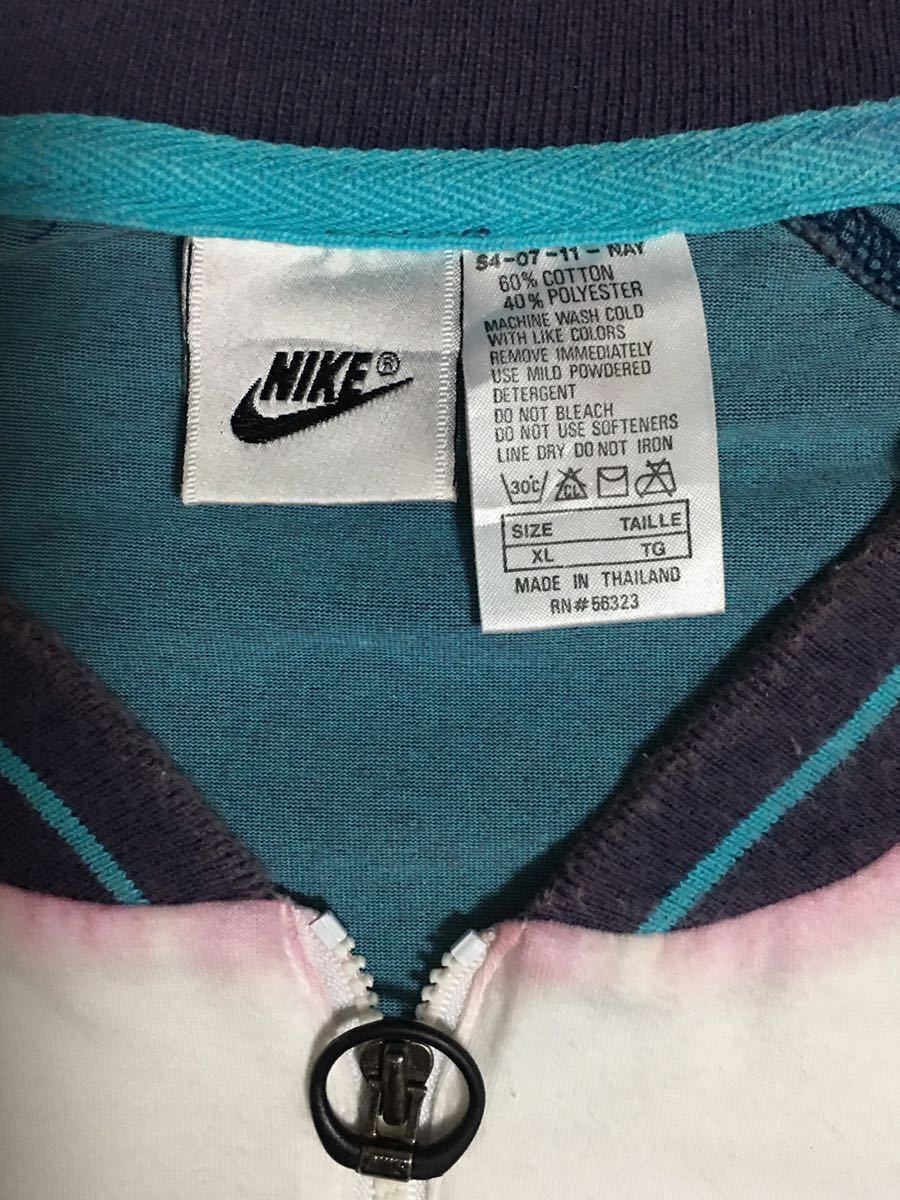 NIKE®
S4-07-11-NAY
60% COTTON
40% POLYESTER
MACHINE WASH COLD
WITH LIKE COLORS
REMOVE IMMEDIATELY
USE MILD POWDERED
DETERGENT
DO NOT BLEACH
DO NOT USE SOFTENERS
LINE DRY DO NOT IRON
30°C CL
SIZE TAILLE
XL TG
MADE IN THAILAND
RN#56323
NIKE